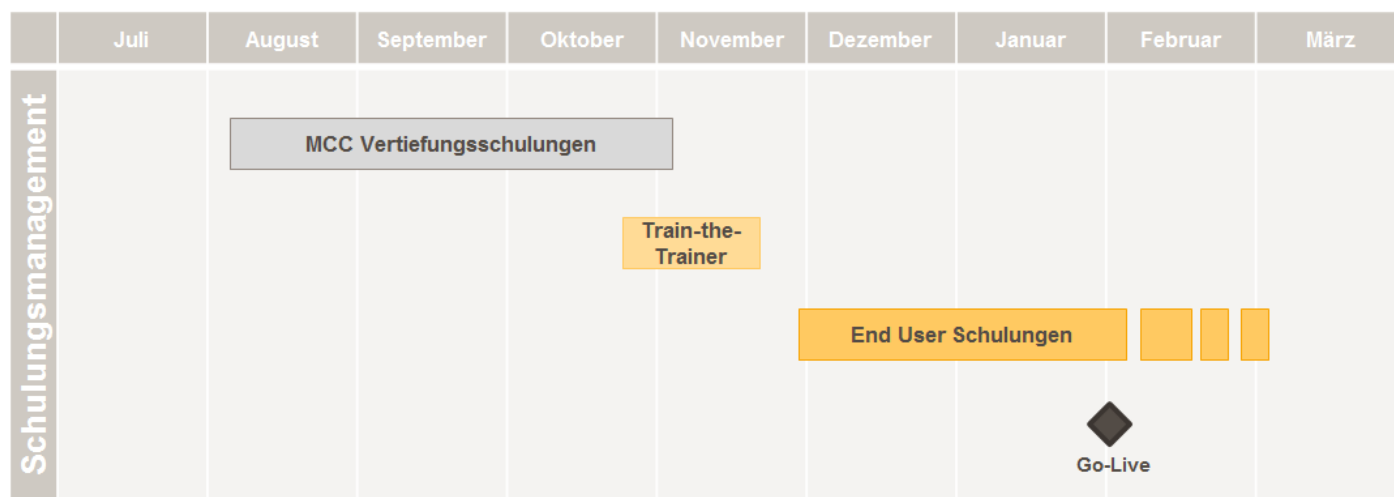 Juli August September Oktober November Dezember Januar Februar März
Schulungsmanagement
MCC Vertiefungsschulungen
Train-the-
Trainer
End User Schulungen
Go-Live